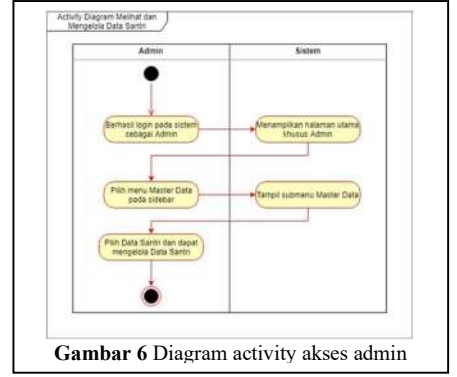 Activity Diagram Melihat dan
Mengelola Data Santri
Admin
Sistem
Berhasil login pada sistem
sebagai Admin
Menampilkan halaman utama
khusus Admin
Pilih menu Master Data
pada sidebar
Tampil submenu Master Data
Pilih Data Santri dan dapat
mengelola Data Santri
Gambar 6 Diagram activity akses admin